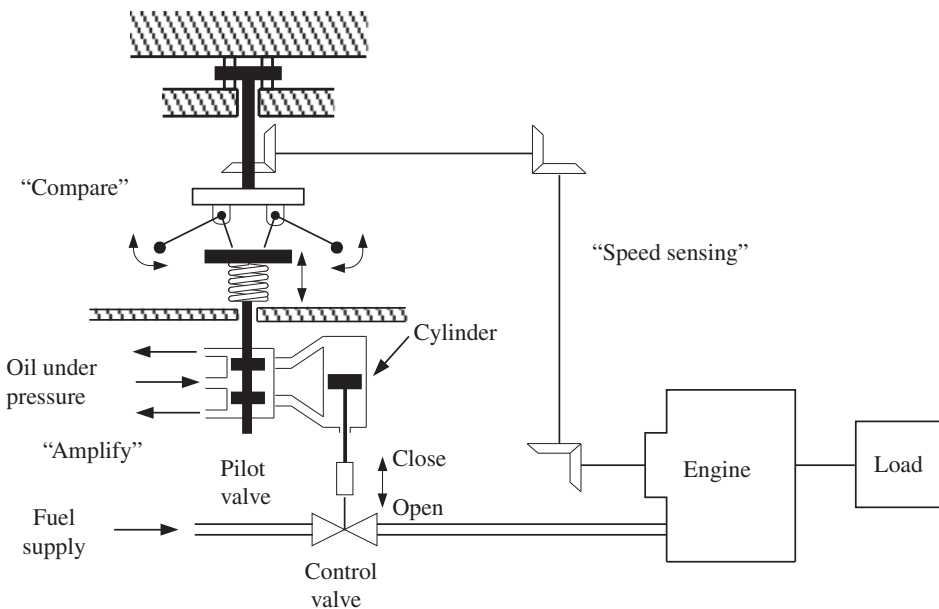 “Compare”
“Speed sensing”
Cylinder
Oil under
pressure
“Amplify”
Pilot
valve
Close
Open
Engine
Load
Fuel
supply
Control
valve